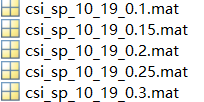 csi_sp_10_19_0.1.mat
csi_sp_10_19_0.15.mat
csi_sp_10_19_0.2.mat
csi_sp_10_19_0.25.mat
csi_sp_10_19_0.3.mat